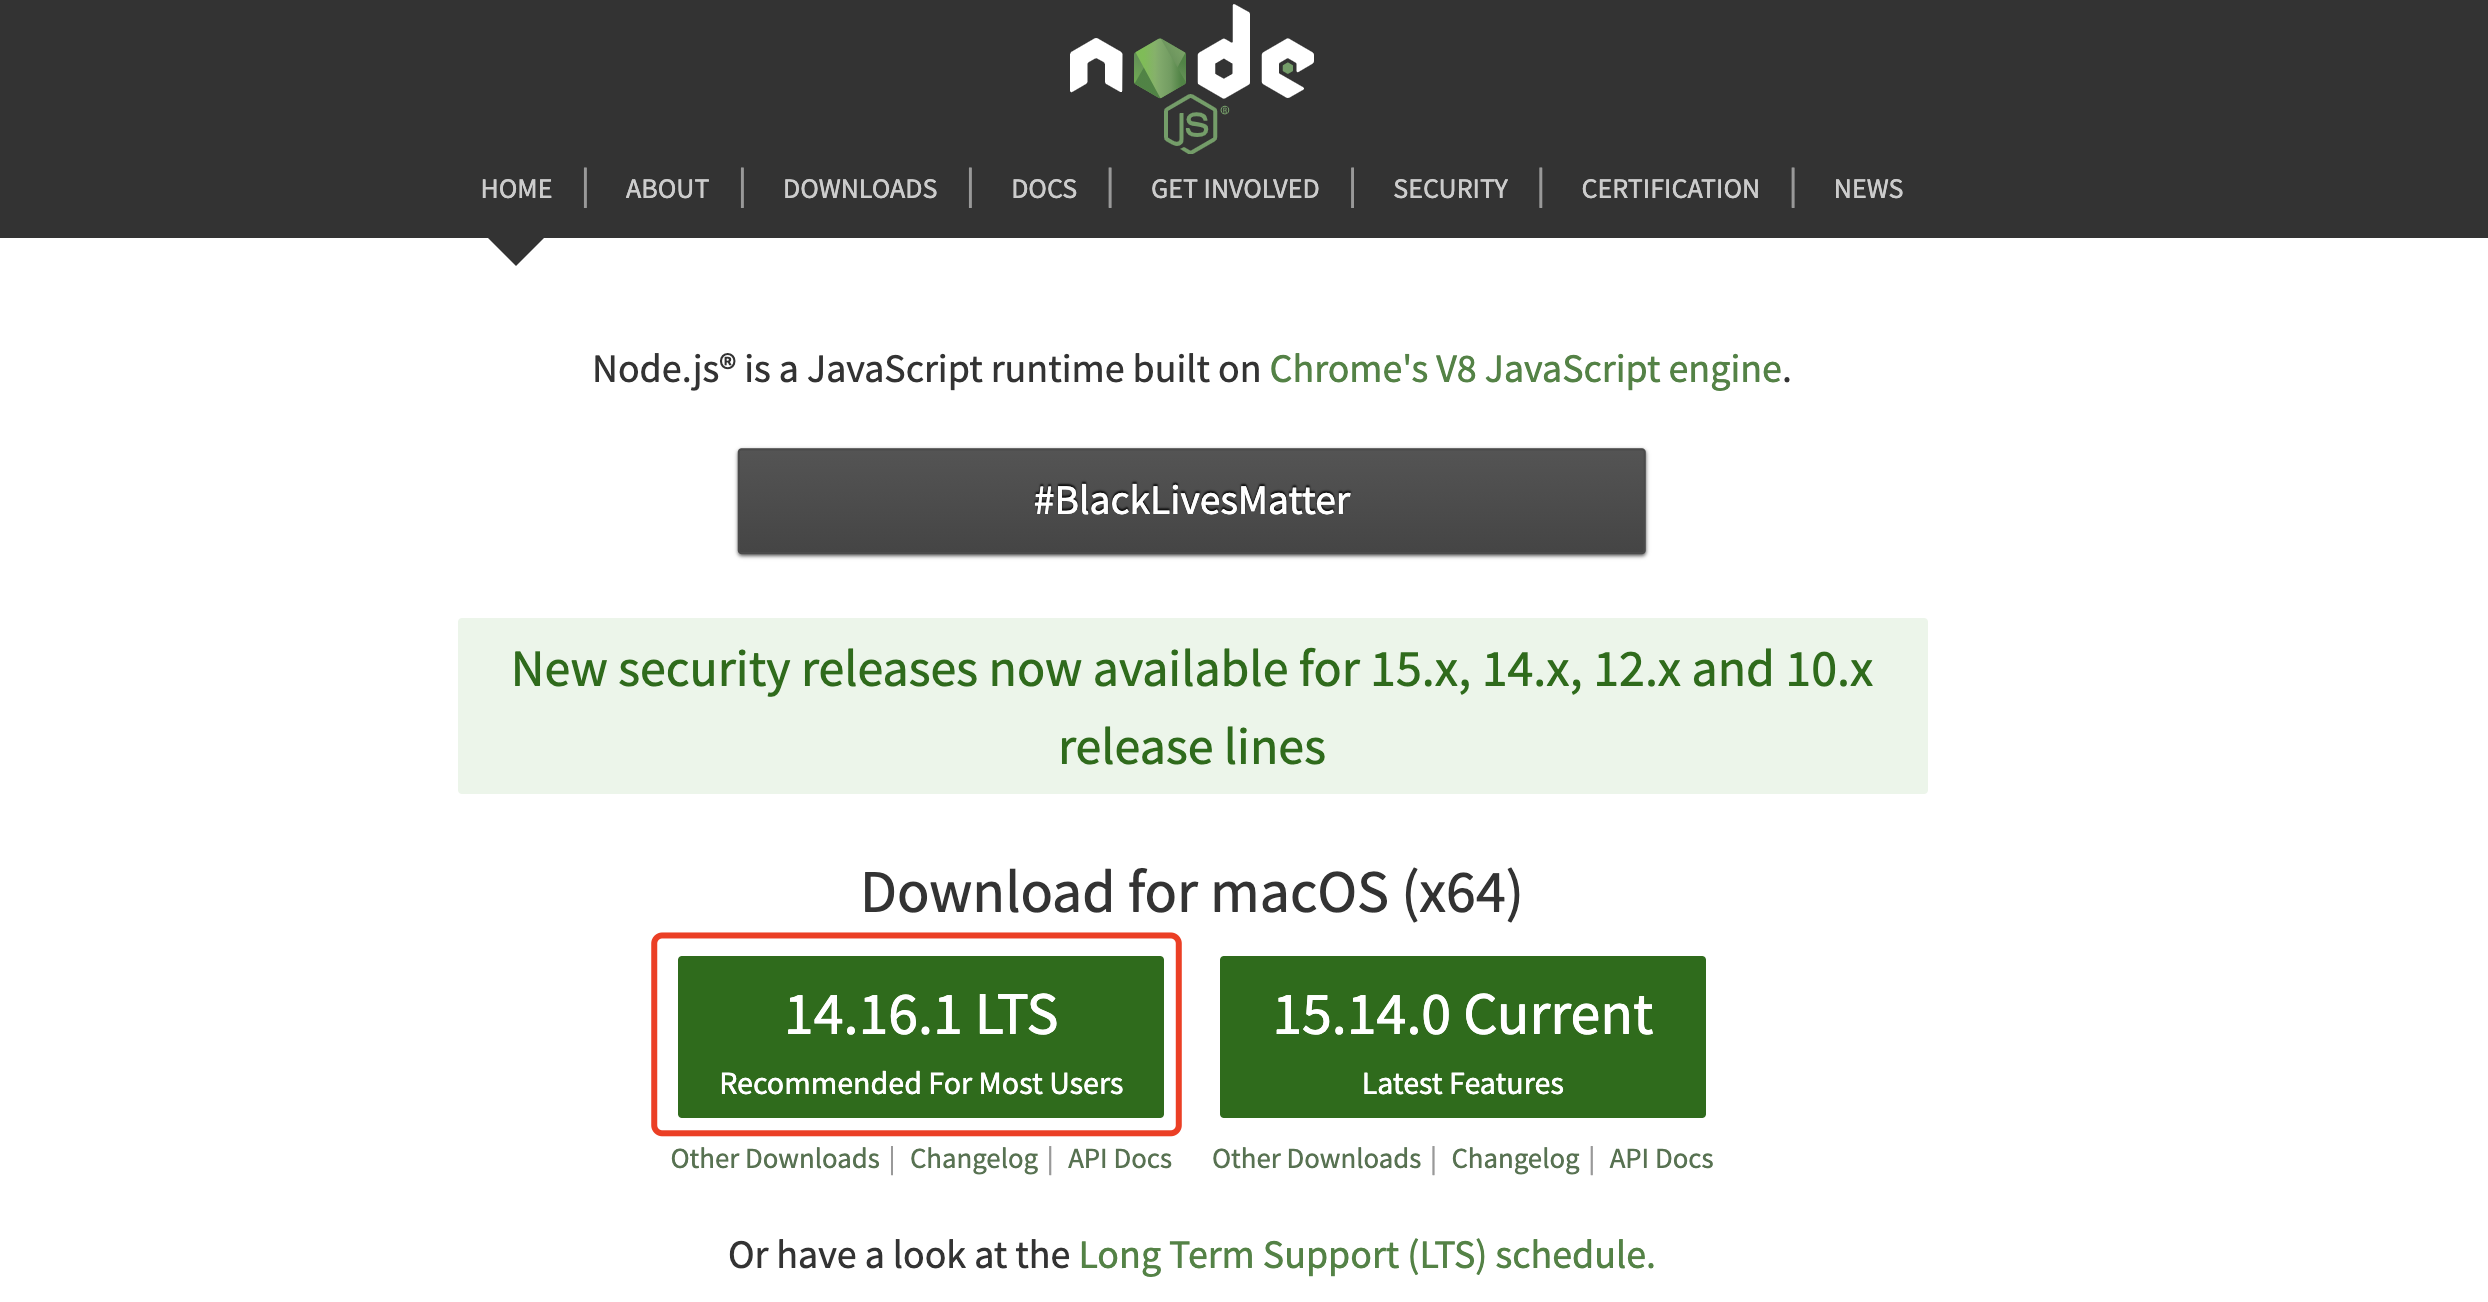 node
JS®
HOME | ABOUT | DOWNLOADS | DOCS | GET INVOLVED | SECURITY | CERTIFICATION | NEWS
Node.js® is a JavaScript runtime built on Chrome's V8 JavaScript engine.
#BlackLivesMatter
New security releases now available for 15.x, 14.x, 12.x and 10.x
release lines
Download for macOS (x64)
14.16.1 LTS
Recommended For Most Users
15.14.0 Current
Latest Features
Other Downloads | Changelog | API Docs
Other Downloads | Changelog | API Docs
Or have a look at the Long Term Support (LTS) schedule.